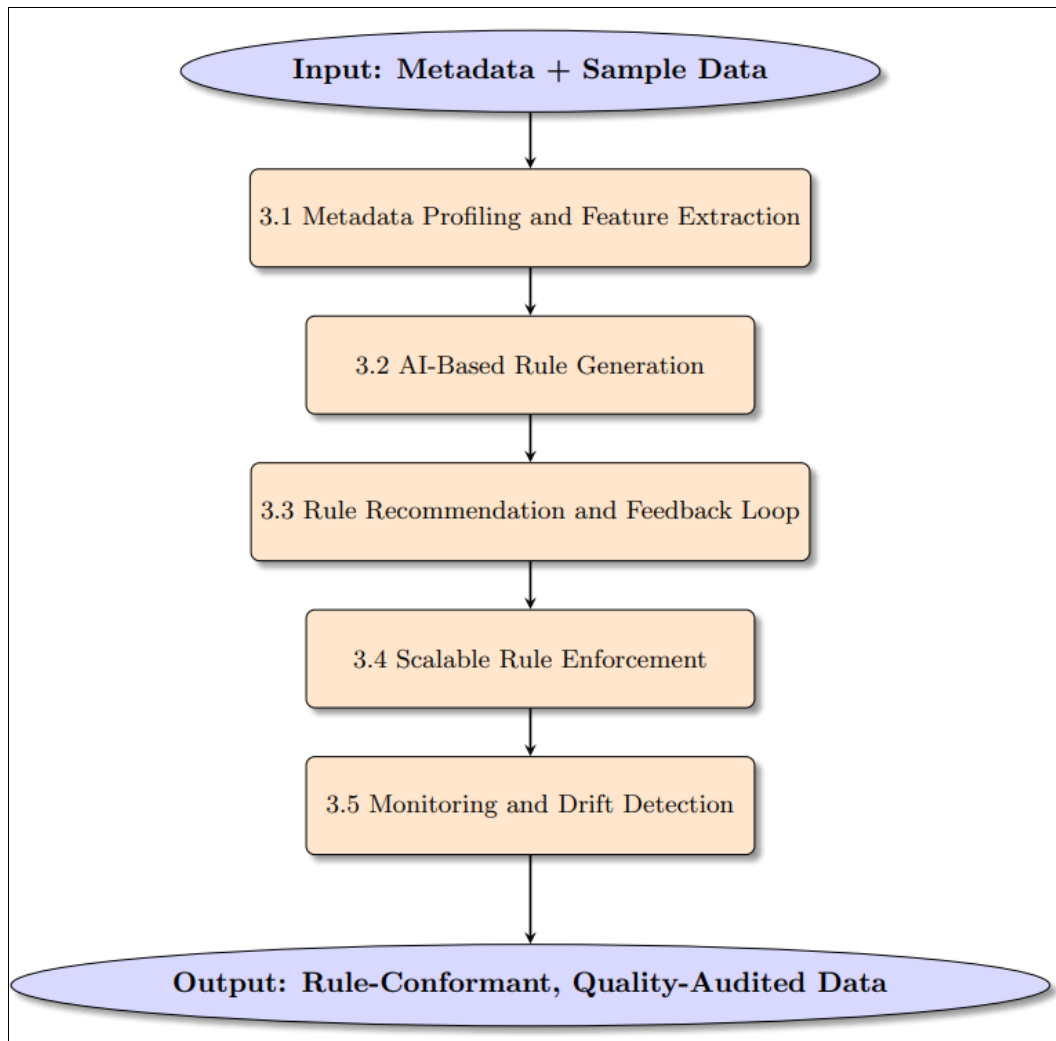 Input: Metadata + Sample Data
3.1 Metadata Profiling and Feature Extraction
3.2 AI-Based Rule Generation
3.3 Rule Recommendation and Feedback Loop
3.4 Scalable Rule Enforcement
3.5 Monitoring and Drift Detection
Output: Rule-Conformant, Quality-Audited Data